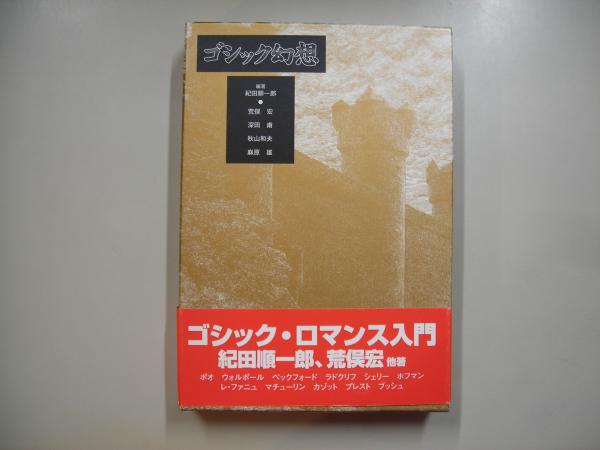 ゴシック幻想
編著
紀田順一郎
●
荒俣 宏
深田 甫
秋山和夫
麻原 雄
ゴシック・ロマンス入門
紀田順一郎、荒俣宏 他著
ポオ ウォルポール ベックフォード ラドクリフ シェリー ホフマン
レ・ファニュ マチューリン カゾット プレスト ブッシュ